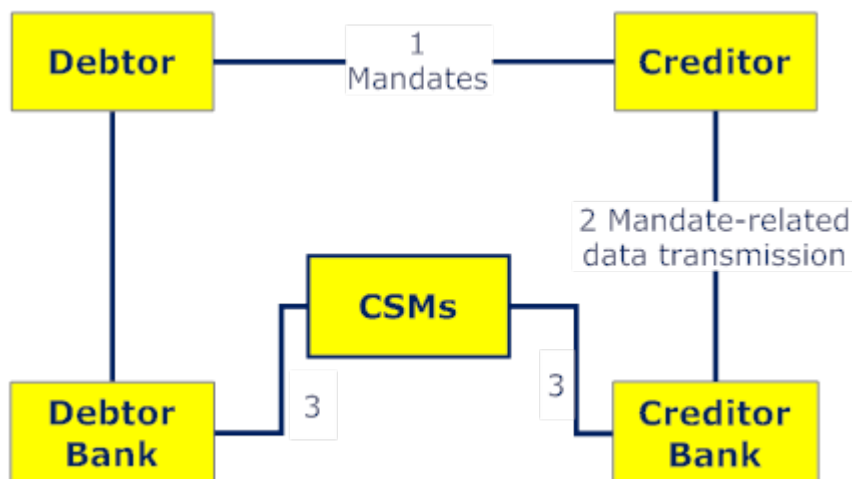 Debtor
1
Mandates
Creditor
2 Mandate-related
data transmission
CSMs
3
3
Debtor
Bank
Creditor
Bank